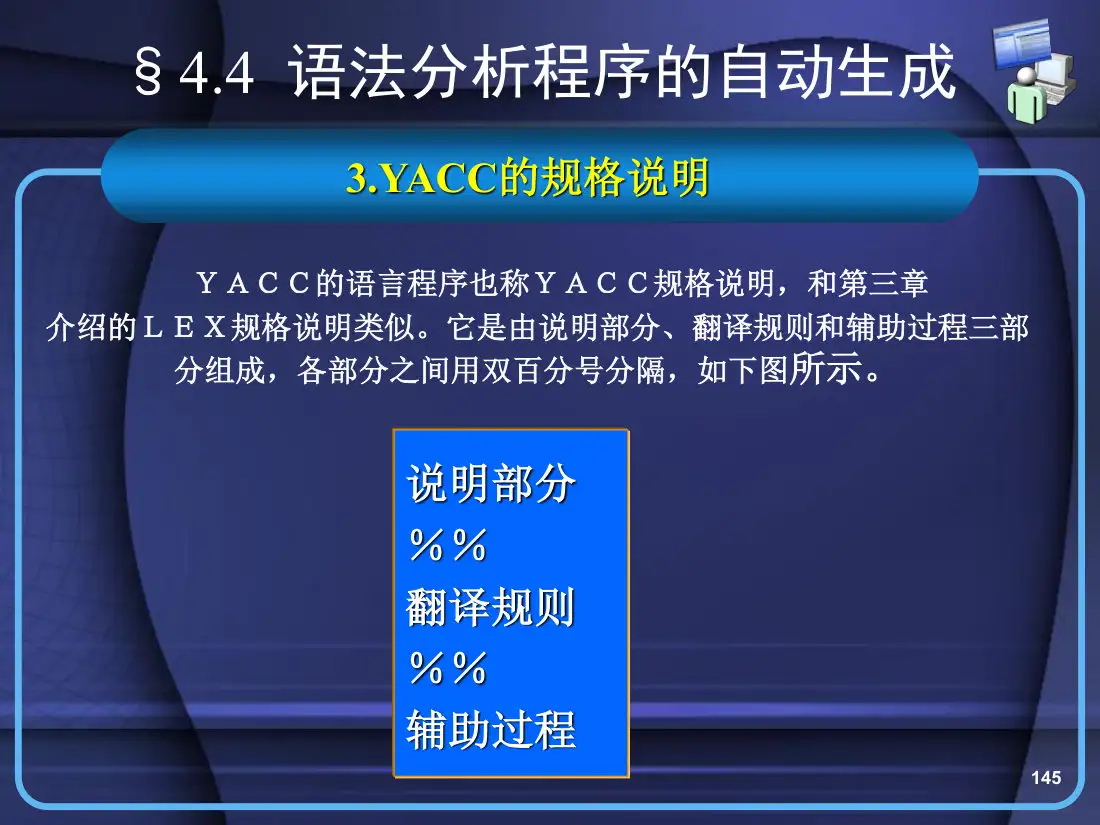 §4.4 语法分析程序的自动生成
3.YACC的规格说明
ＹＡＣＣ的语言程序也称ＹＡＣＣ规格说明，和第三章
介绍的ＬＥＸ规格说明类似。它是由说明部分、翻译规则和辅助过程三部
分组成，各部分之间用双百分号分隔，如下图所示。
说明部分
％％
翻译规则
％％
辅助过程
145